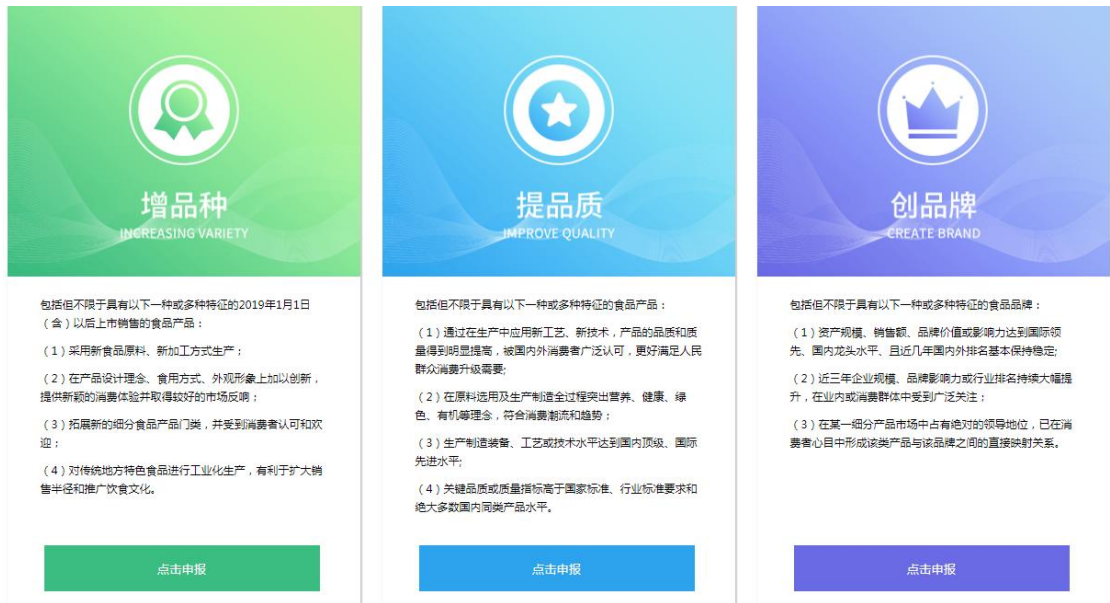 增品种
INCREASING VARIETY
包括但不限于具有以下一种或多种特征的2019年1月1日
（含）以后上市销售的食品产品：
（1）采用新食品原料、新加工方式生产；
（2）在产品设计理念、食用方式、外观形象上加以创新，
提供新颖的消费体验并取得较好的市场反响；
（3）拓展新的细分食品产品门类，并受到消费者认可和欢
迎；
（4）对传统地方特色食品进行工业化生产，有利于扩大销
售半径和推广饮食文化。
点击申报
提品质
IMPROVE QUALITY
包括但不限于具有以下一种或多种特征的食品产品：
（1）通过在生产中应用新工艺、新技术，产品的品质和质
量得到明显提高，被国内外消费者广泛认可，更好满足人民
群众消费升级需要;
（2）在原料选用及生产制造全过程突出营养、健康、绿
色、有机等理念，符合消费潮流和趋势；
（3）生产制造装备、工艺或技术水平达到国内顶级、国际
先进水平;
（4）关键品质或质量指标高于国家标准、行业标准要求和
绝大多数国内同类产品水平。
点击申报
创品牌
CREATE BRAND
包括但不限于具有以下一种或多种特征的食品品牌：
（1）资产规模、销售额、品牌价值或影响力达到国际领
先、国内龙头水平、且近几年国内外排名基本保持稳定;
（2）近三年企业规模、品牌影响力或行业排名持续大幅提
升，在业内或消费群体中受到广泛关注；
（3）在某一细分产品市场中占有绝对的领导地位，已在消
费者心目中形成该类产品与该品牌之间的直接映射关系。
点击申报